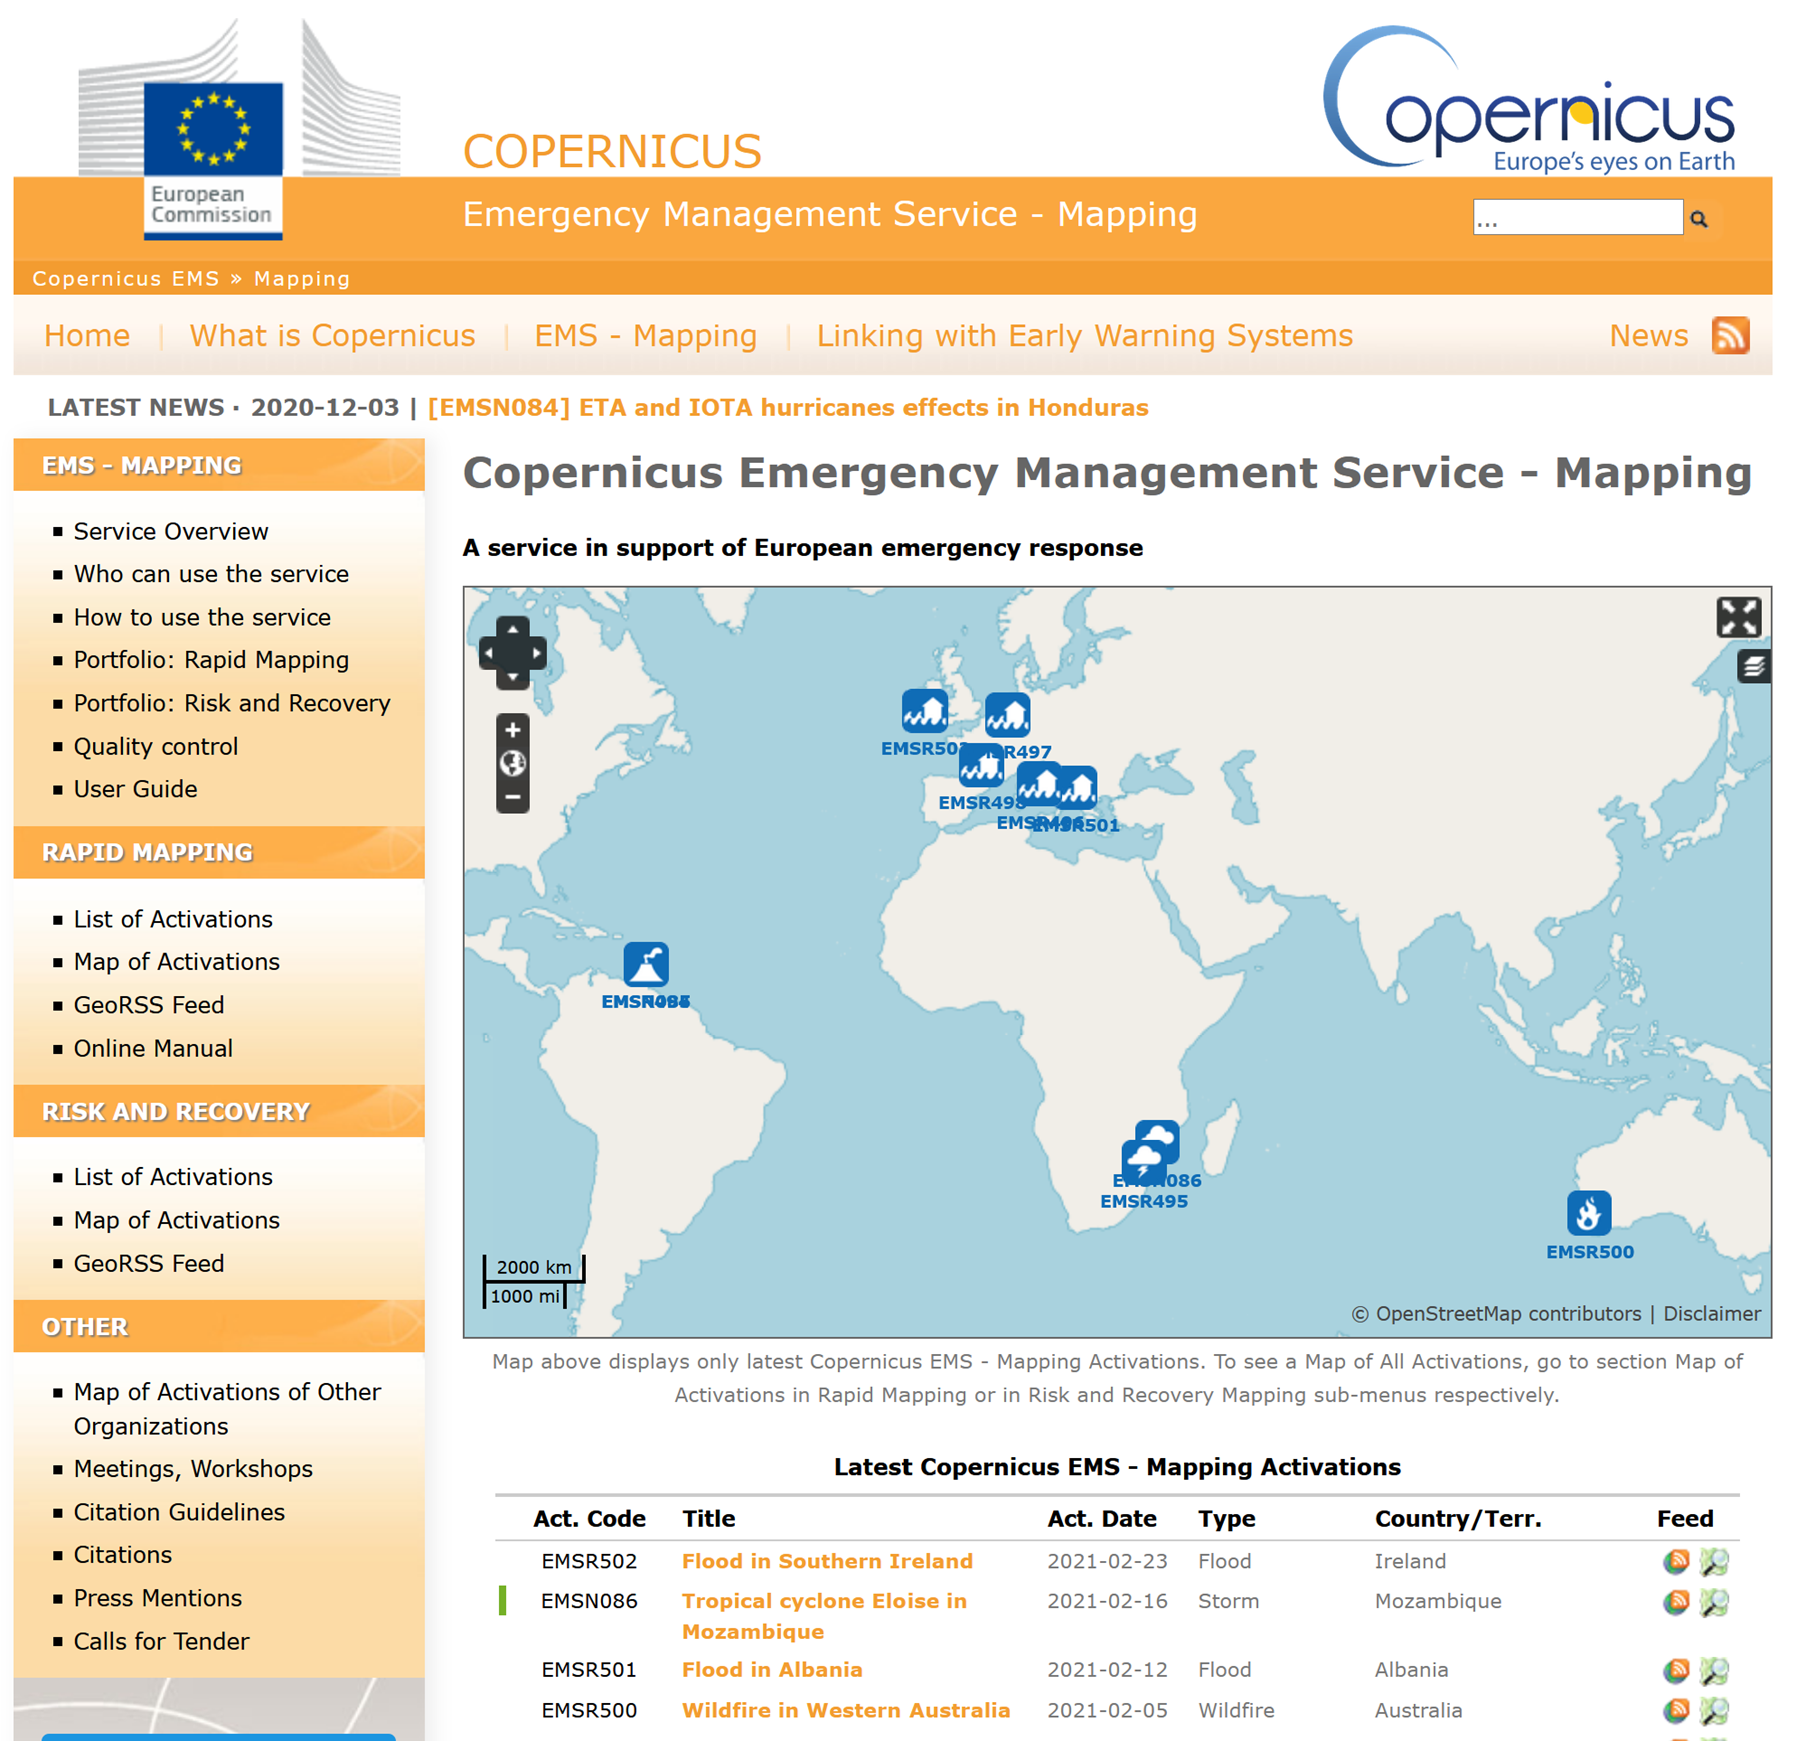 European
Commission
COPERNICUS
Copernicus
Europe's eyes on Earth
Emergency Management Service - Mapping
...
Copernicus EMS » Mapping
Home
What is Copernicus
EMS - Mapping
Linking with Early Warning Systems
News
LATEST NEWS · 2020-12-03 | [EMSN084] ETA and IOTA hurricanes effects in Honduras
EMS - MAPPING
Service Overview
Who can use the service
How to use the service
Portfolio: Rapid Mapping
Portfolio: Risk and Recovery
Quality control
User Guide
RAPID MAPPING
List of Activations
Map of Activations
GeoRSS Feed
Online Manual
RISK AND RECOVERY
List of Activations
Map of Activations
GeoRSS Feed
OTHER
Map of Activations of Other
Organizations
Meetings, Workshops
Citation Guidelines
Citations
Press Mentions
Calls for Tender
Copernicus Emergency Management Service - Mapping
A service in support of European emergency response
EMSR498
EMSR501
EMSR495
EMSR500
2000 km
1000 mi
© OpenStreetMap contributors | Disclaimer
Map above displays only latest Copernicus EMS - Mapping Activations. To see a Map of All Activations, go to section Map of
Activations in Rapid Mapping or in Risk and Recovery Mapping sub-menus respectively.
Latest Copernicus EMS - Mapping Activations
Act. Code Title Act. Date Type Country/Terr. Feed
EMSR502 Flood in Southern Ireland 2021-02-23 Flood Ireland
EMSN086 Tropical cyclone Eloise in 2021-02-16 Storm Mozambique
Mozambique
EMSR501 Flood in Albania 2021-02-12 Flood Albania
EMSR500 Wildfire in Western Australia 2021-02-05 Wildfire Australia